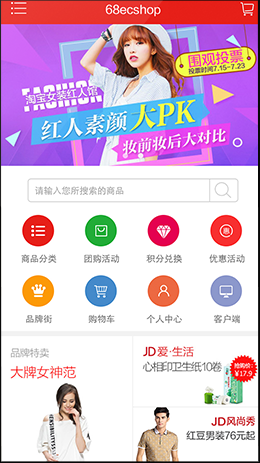 68ecshop
围观投票
投票时间7.15~7.23
FASHION
淘宝女装红人馆
红人素颜大PK
妆前妆后大对比
请输入您所搜索的商品
商品分类
团购活动
积分兑换
优惠活动
品牌街
购物车
个人中心
客户端
品牌特卖
大牌女神范
JD爱·生活
心相印卫生纸10卷
抢购价:
¥17.9
JD风尚秀
红豆男装76元起